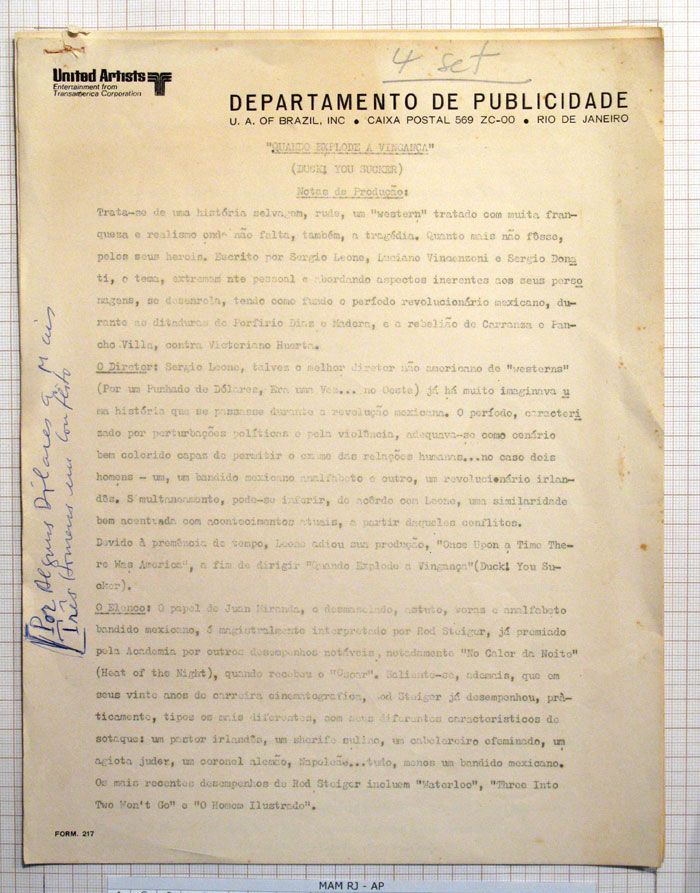 4 set
United Artists
Entertainment from
Transamerica Corporation
DEPARTAMENTO DE PUBLICIDADE
U. A. OF BRAZIL, INC • CAIXA POSTAL 569 ZC-00 • RIO DE JANEIRO
"QUANDO EXPLODE A VINGANÇA"
(DUCK! YOU SUCKER)
Notas de Produção:
Trata-se de uma história selvagem, rude, um "western" tratado com muita fran-
queza e realismo onde não falta, também, a tragédia. Quanto mais não fôsse,
pelos seus herois. Escrito por Sergio Leone, Luciano Vincenzoni e Sergio Dona
ti, o tema, extremam nte pessoal e abordando aspectos inerentes aos seus perso
nagens, se desenrola, tendo como fundo o período revolucionário mexicano, du-
rante as ditaduras de Porfirio Diaz e Madera, e a rebelião de Carranza e Pan-
cho Villa, contra Victoriano Huerta.
O Diretor: Sergio Leone, talvez o melhor diretor não americano de "westerns"
(Por um Punhado de Dólares, Era uma Vez... no Oeste) já há muito imaginava u
ma história que se passasse durante a revolução mexicana. O período, caracteri
zado por perturbações políticas e pela violência, adequava-se como cenário
bem colorido capaz de permitir o exame das relações humanas...no caso dois
homens - um, um bandido mexicano analfabeto e outro, um revolucionário irlan-
dês. S multaneamente, pode-se inferir, de acôrdo com Leone, uma similaridade
bem acentuada com acontecimentos atuais, a partir daqueles conflitos.
Devido à premência de tempo, Leone adiou sua produção, "Once Upon a Time The-
re Was America", a fim de dirigir "Quando Explode a Vingança"(Duck! You Su-
cker).
O Elenco: O papel de Juan Miranda, o desmazelado, astuto, voraz e analfabeto
bandido mexicano, é magistralmente interpretado por Rod Steiger, já premiado
pela Academia por outros desempenhos notáveis, notadamente "No Calor da Noite"
(Heat of the Night), quando recebeu o "Oscar". Saliente-se, ademais, que em
seus vinte anos de carreira cinematografica, Rod Steiger já desempenhou, prà-
ticamente, tipos os mais diferentes, com seus diferentes caracteristicos de
sotaque: um pastor irlandês, um sherife sulino, um cabeleireiro efeminado, um
agiota judeu, um coronel alemão, Napoleão...tudo, menos um bandido mexicano.
Os mais recentes desempenhos de Rod Steiger incluem "Waterloo", "Three Into
Two Won't Go" e "O Homem Ilustrado".
Por Alguns Dólares a Mais
Três Homens em Conflito
FORM. 217
MAM RJ - AP